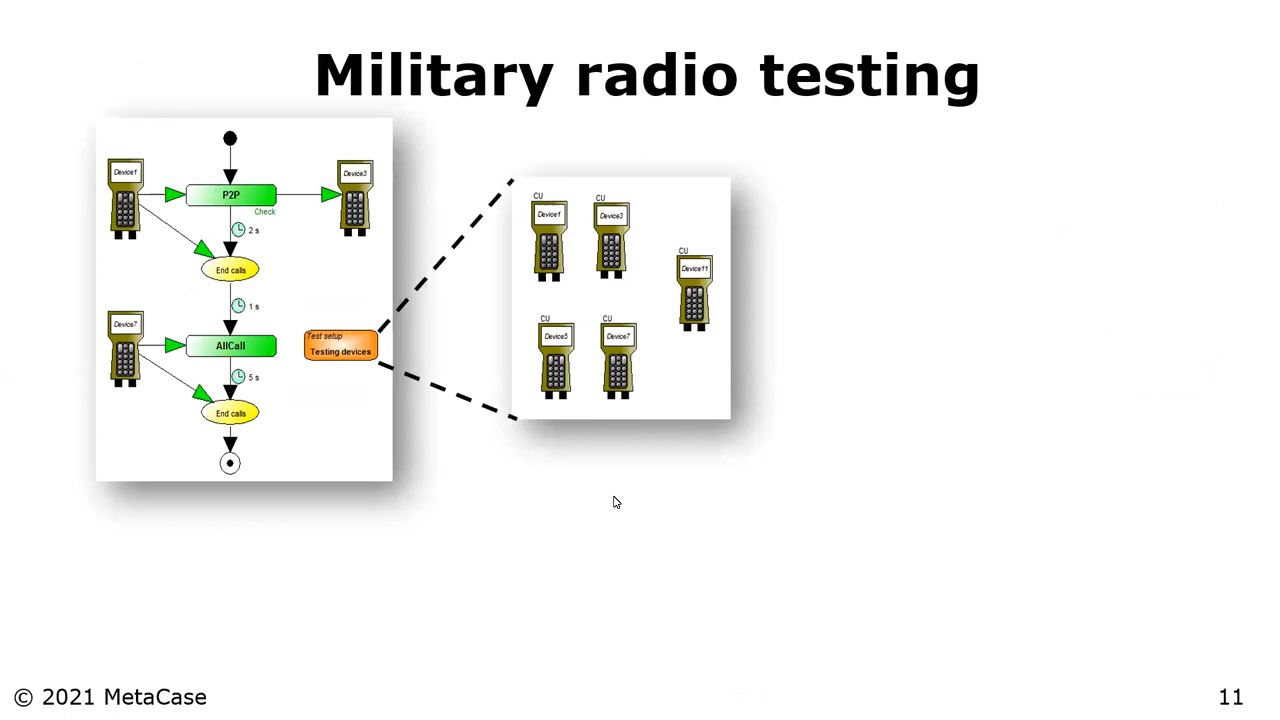 Military radio testing
Device1
P2P
Device3
Check
2 s
End calls
1 s
Device7
AllCall
Test setup
Testing devices
5 s
End calls
CU
Device1
CU
Device3
CU
Device11
CU
Device5
CU
Device7
© 2021 MetaCase
11